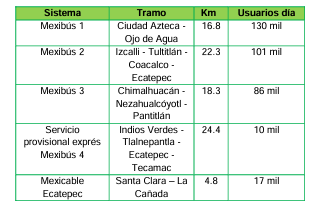 Sistema Tramo Km Usuarios día
Mexibús 1 Ciudad Azteca - 16.8 130 mil
Ojo de Agua
Mexibús 2 Izcalli - Tultitlán - 22.3 101 mil
Coacalco -
Ecatepec
Mexibús 3 Chimalhuacán - 18.3 86 mil
Nezahualcóyotl -
Pantitlán
Servicio Indios Verdes - 24.4 10 mil
provisional exprés Tlalnepantla -
Mexibús 4 Ecatepec -
Tecamac
Mexicable Santa Clara – La 4.8 17 mil
Ecatepec Cañada